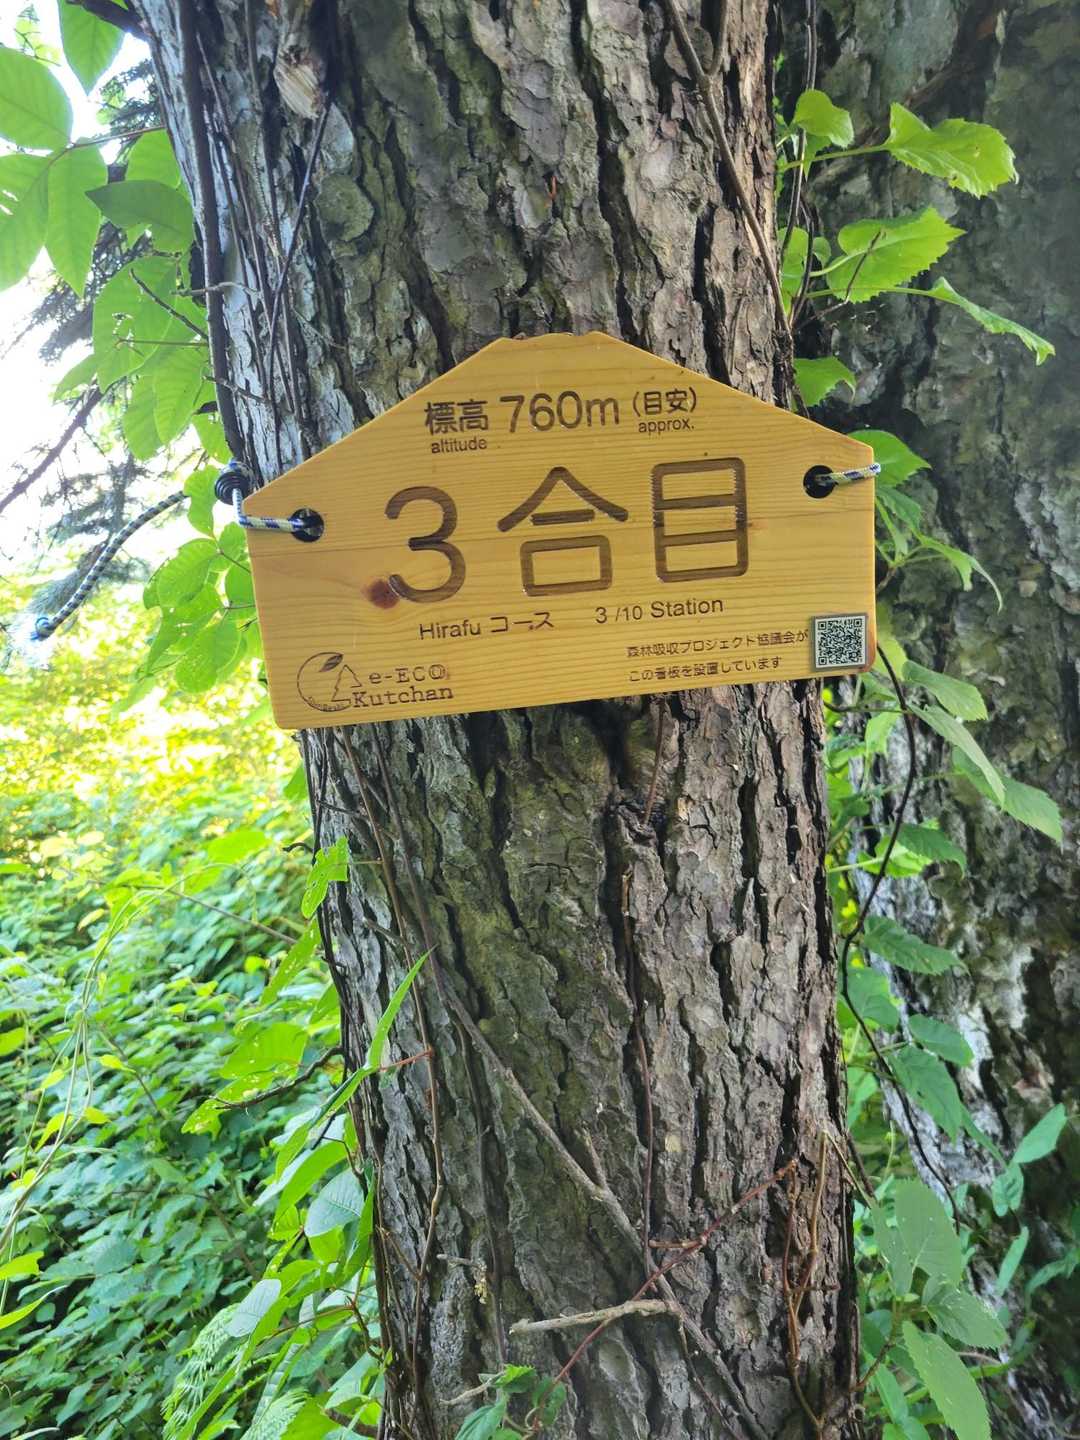 標高 760m (目安)
altitude approx.
3合目
Hirafu コース 3/10 Station
森林吸収プロジェクト協議会が
この看板を設置しています
e-ECO
Kutchan